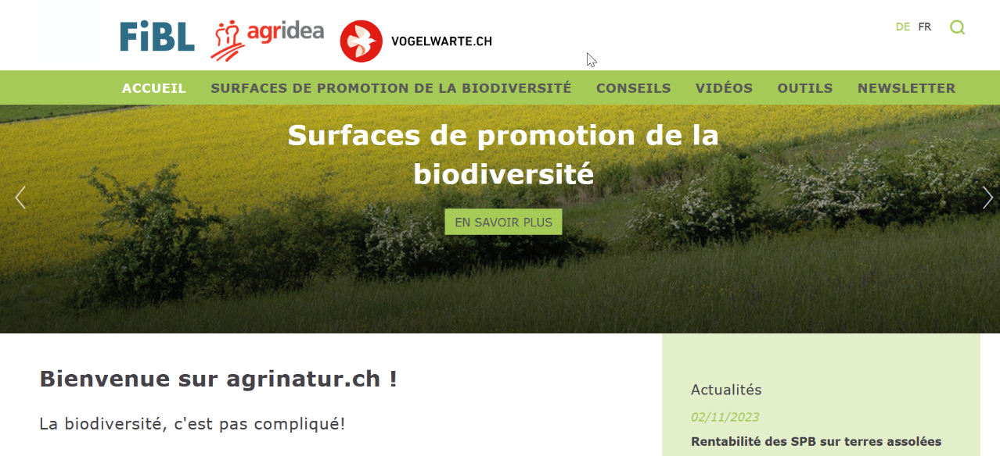 FiBL agridea VOGELWARTE.CH DE FR
ACCUEIL SURFACES DE PROMOTION DE LA BIODIVERSITÉ CONSEILS VIDÉOS OUTILS NEWSLETTER
Surfaces de promotion de la
biodiversité
EN SAVOIR PLUS
Bienvenue sur agrinatur.ch !
La biodiversité, c'est pas compliqué!
Actualités
02/11/2023
Rentabilité des SPB sur terres assolées